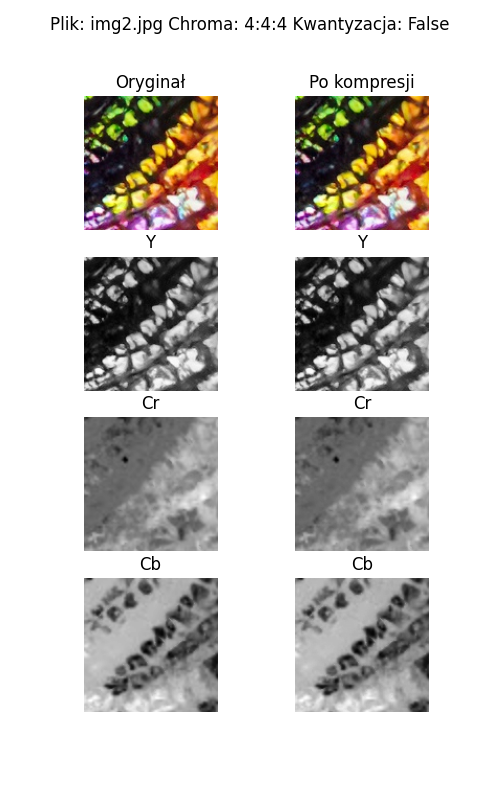 Plik: img2.jpg Chroma: 4:4:4 Kwantyzacja: False
Oryginał
Po kompresji
Y
Y
Cr
Cr
Cb
Cb